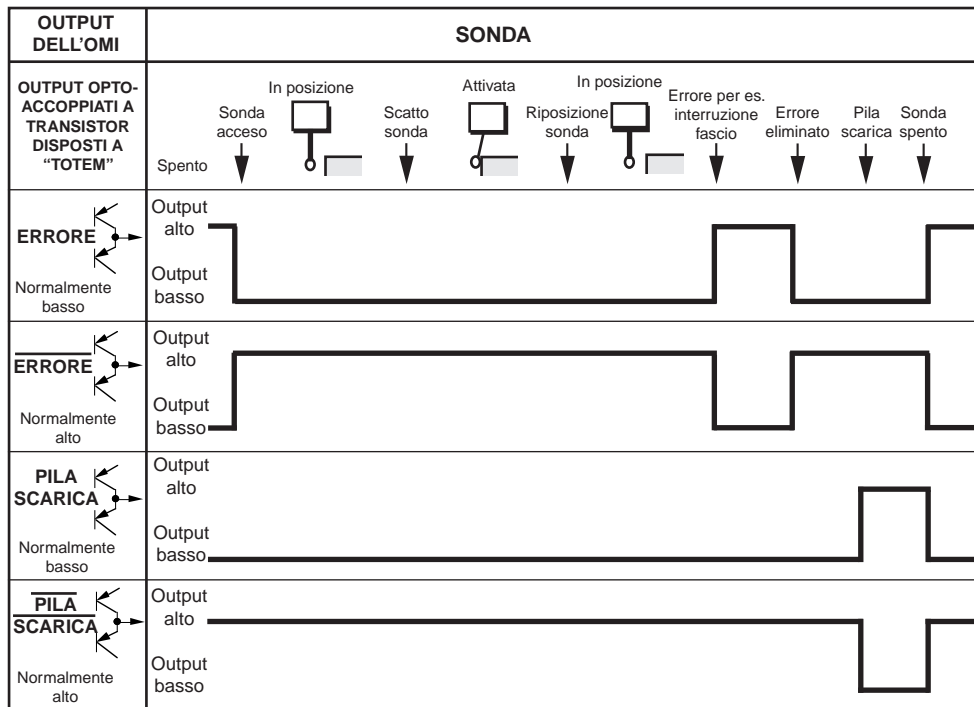 OUTPUT
DELL'OMI
SONDA
OUTPUT OPTO-
ACCOPPIATI A
TRANSISTOR
DISPOSTI A
“TOTEM”
Spento
Sonda
acceso
In posizione
Scatto
sonda
Attivata
Riposizione
sonda
In posizione
Errore per es.
interruzione
fascio
Errore
eliminato
Pila
scarica
Sonda
spento
ERRORE
Normalmente
basso
Output
alto
Output
basso
ERRORE
Normalmente
alto
Output
alto
Output
basso
PILA
SCARICA
Normalmente
basso
Output
alto
Output
basso
PILA
SCARICA
Normalmente
alto
Output
alto
Output
basso